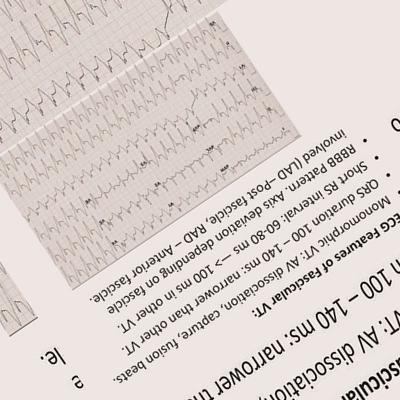 ECG Features of Fascicular VT:
Monomorphic VT: AV dissociation, capture, fusion beats.
QRS duration 100 – 140 ms: narrower than other VT
Short RS interval: 60-80 ms –> 100 ms in other VT.
RBBB Pattern. Axis deviation depending on fascicle
involved (LAD–Post fascicle, RAD – Anterior fascicle.
VT: AV dissociation,
100 – 140 ms: narrower
le.